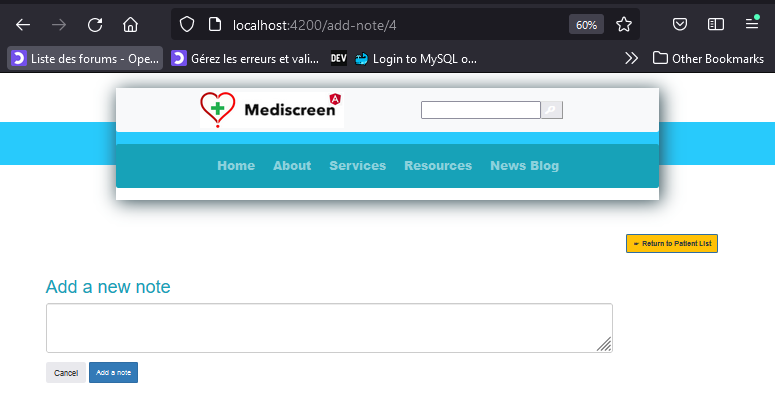 localhost:4200/add-note/4
60%
Liste des forums - Ope...
Gérez les erreurs et vali...
DEV
Login to MySQL o...
Other Bookmarks
Mediscreen
A
Home
About
Services
Resources
News Blog
Return to Patient List
Add a new note
Cancel
Add a note